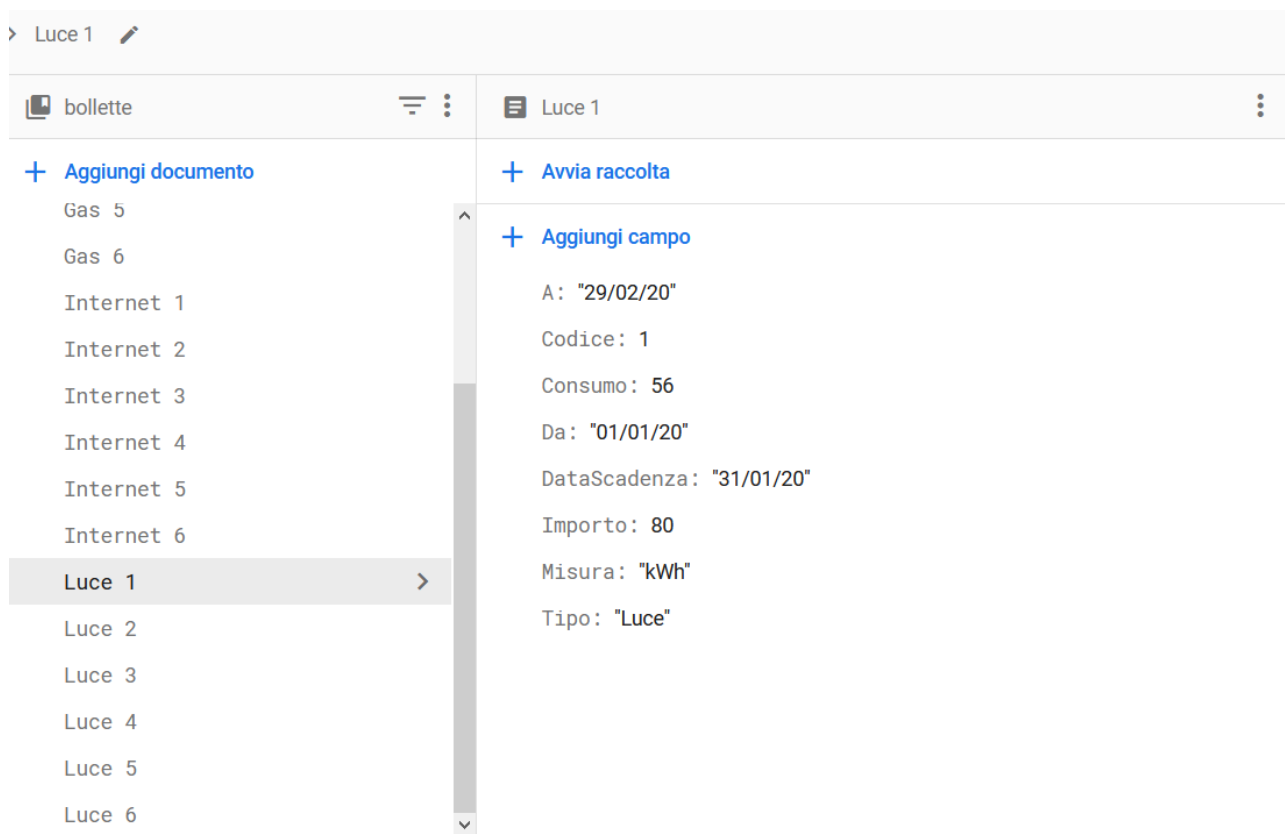 Luce 1
bollette
Aggiungi documento
Gas 5
Gas 6
Internet 1
Internet 2
Internet 3
Internet 4
Internet 5
Internet 6
Luce 1
Luce 2
Luce 3
Luce 4
Luce 5
Luce 6
Luce 1
Avvia raccolta
Aggiungi campo
A: "29/02/20"
Codice: 1
Consumo: 56
Da: "01/01/20"
DataScadenza: "31/01/20"
Importo: 80
Misura: "kWh"
Tipo: "Luce"